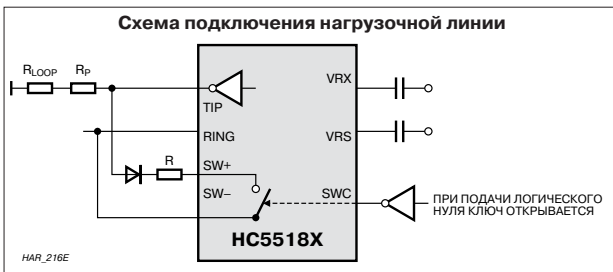 Схема подключения нагрузочной линии
RLOOP
RP
TIP
VRX
RING
VRS
R
SW+
SW–
SWC
ПРИ ПОДАЧИ ЛОГИЧЕСКОГО
НУЛЯ КЛЮЧ ОТКРЫВАЕТСЯ
HC5518X
HAR_216E